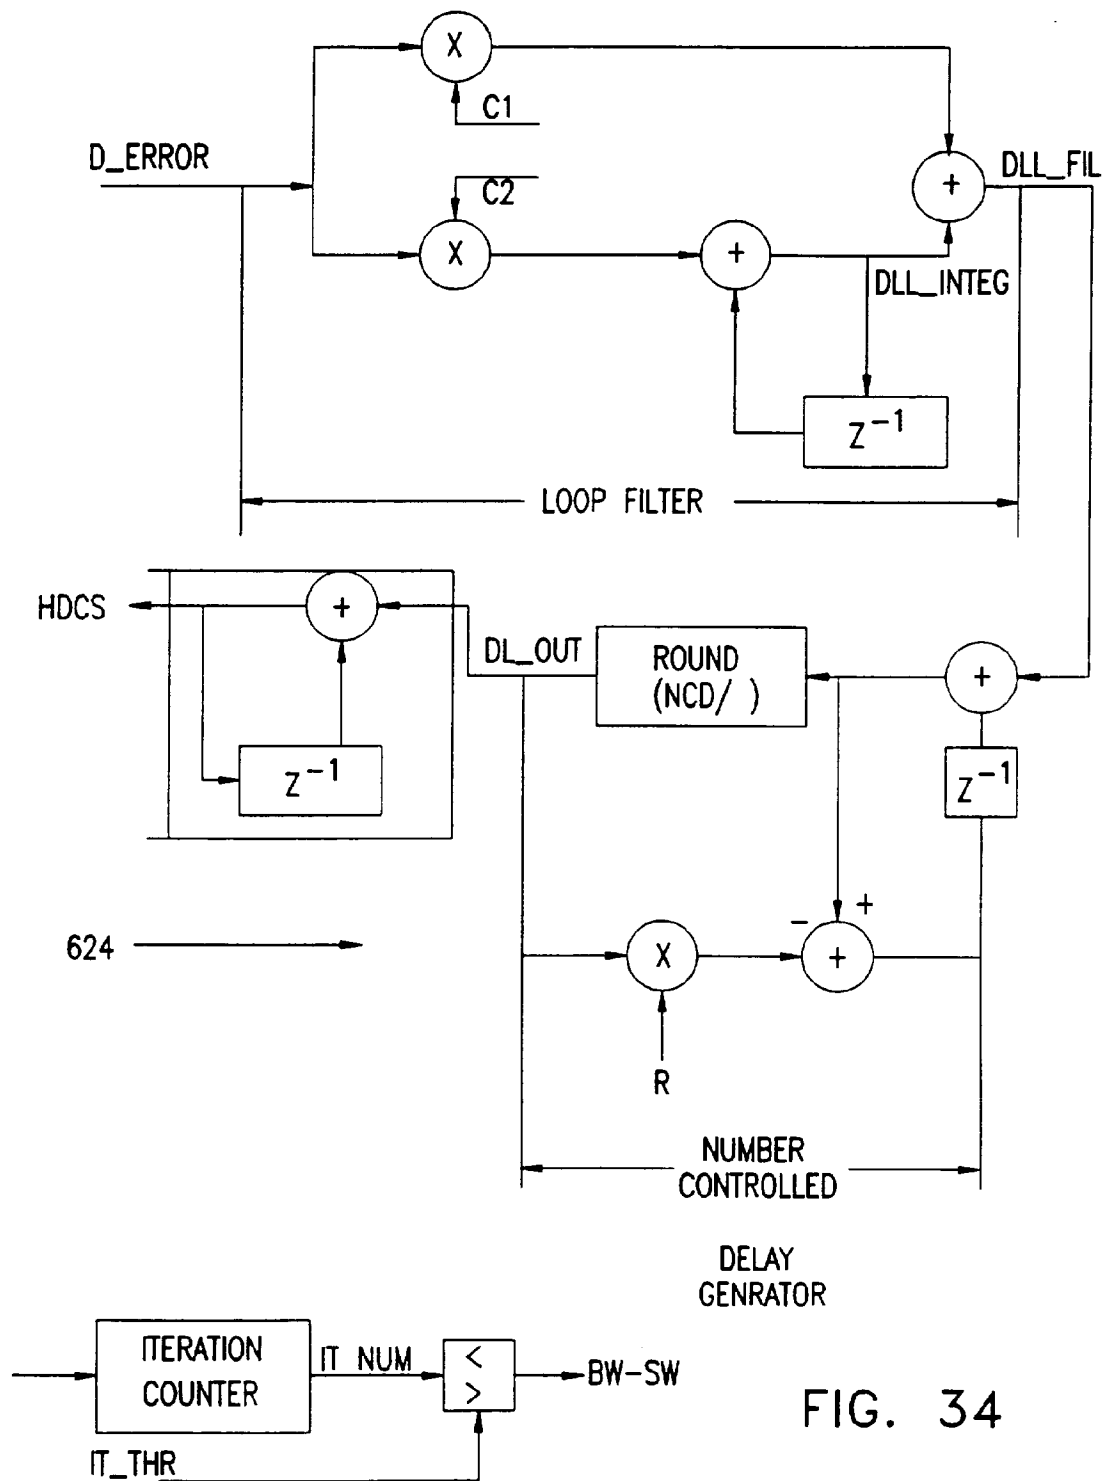 X
C1
D_ERROR
C2
X
+
+
DLL_FIL
DLL_INTEG
Z⁻¹
LOOP FILTER
HDCS
+
DL_OUT
ROUND
(NCD/ )
+
Z⁻¹
Z⁻¹
624
X
- +
+
R
NUMBER
CONTROLLED
DELAY
GENRATOR
ITERATION
COUNTER
IT NUM
<
>
BW-SW
IT_THR
FIG. 34